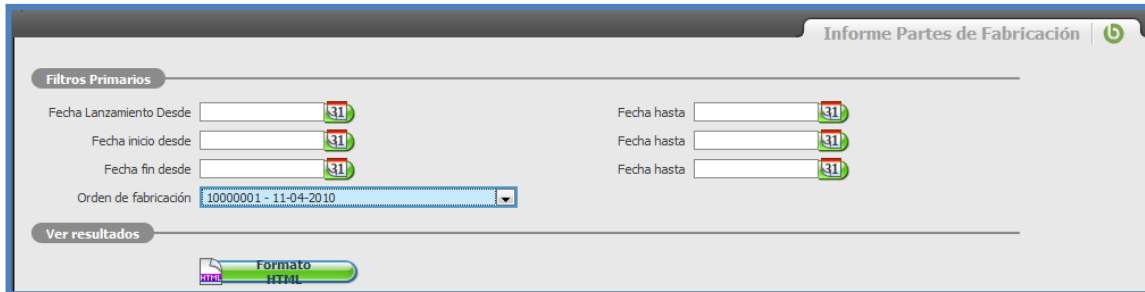 Informe Partes de Fabricación
Filtros Primarios
Fecha Lanzamiento Desde 31 Fecha hasta 31
Fecha inicio desde 31 Fecha hasta 31
Fecha fin desde 31 Fecha hasta 31
Orden de fabricación 10000001 - 11-04-2010
Ver resultados
HTML Formato
HTML